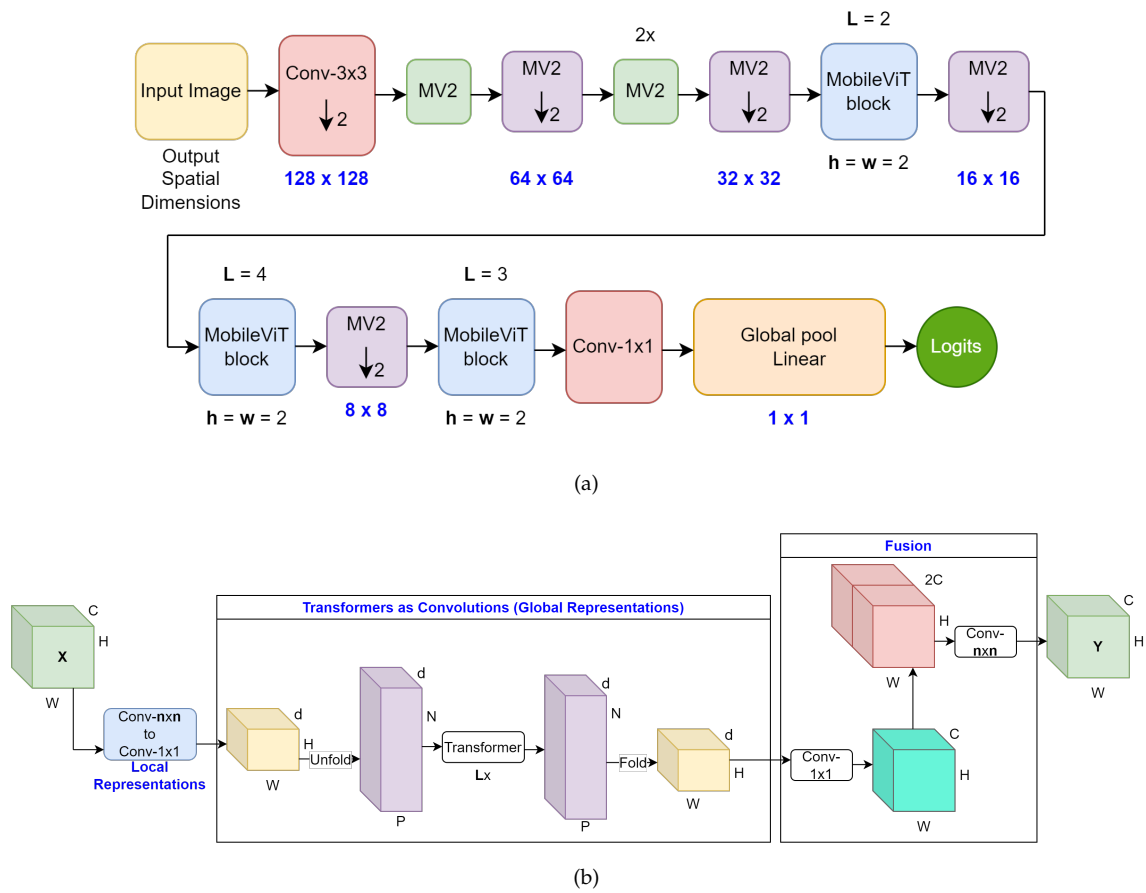 L = 2
2x
Input Image
Conv-3x3
2
MV2
MV2
2
MV2
MV2
2
MobileViT
block
MV2
2
Output
Spatial
Dimensions
128 x 128
64 x 64
32 x 32
h = w = 2
16 x 16
L = 4
L = 3
MobileViT
block
MV2
2
MobileViT
block
Conv-1x1
Global pool
Linear
Logits
h = w = 2
8 x 8
h = w = 2
1 x 1
(a)
C
H
X
W
Conv-nxn
to
Conv-1x1
Local
Representations
Transformers as Convolutions (Global Representations)
d
H
W
Unfold
d
N
P
Transformer
Lx
d
N
P
Fold
d
H
W
Fusion
2C
H
W
Conv-
nxn
Conv-
1x1
C
H
W
C
H
Y
W
(b)